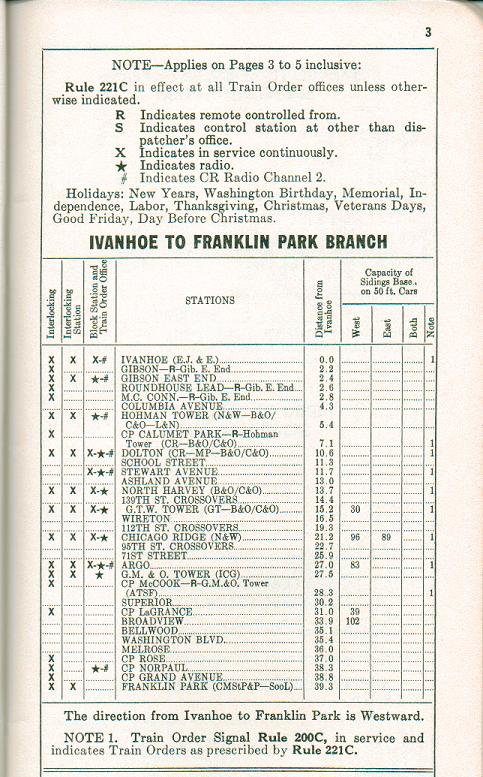 3
NOTE—Applies on Pages 3 to 5 inclusive:
Rule 221C in effect at all Train Order offices unless other-
wise indicated.
R Indicates remote controlled from.
S Indicates control station at other than dis-
patcher's office.
X Indicates in service continuously.
★ Indicates radio.
# Indicates CR Radio Channel 2.
Holidays: New Years, Washington Birthday, Memorial, In-
dependence, Labor, Thanksgiving, Christmas, Veterans Days,
Good Friday, Day Before Christmas.
IVANHOE TO FRANKLIN PARK BRANCH
Interlocking
Interlocking Station
Block Station and Train Order Office
STATIONS
Distance from Ivanhoe
Capacity of
Sidings Based
on 50 ft. Cars
West
East
Both
Note
X X X-# IVANHOE (E.J. & E.) 0.0 1
X GIBSON—R-Gib. E. End 2.2
X X ★-# GIBSON EAST END 2.4
X ROUNDHOUSE LEAD—R-Gib. E. End 2.6
X M.C. CONN.—R-Gib. E. End 2.8
COLUMBIA AVENUE 4.3
X X ★-# HOHMAN TOWER (N&W—B&O/
C&O—L&N) 5.4
X CP CALUMET PARK—R-Hohman
Tower (CR—B&O/C&O) 7.1 1
X X X-★-# DOLTON (CR—MP—B&O/C&O) 10.6 1
SCHOOL STREET 11.3
X-★-# STEWART AVENUE 11.7 1
ASHLAND AVENUE 13.0
X X X-★ NORTH HARVEY (B&O/C&O) 13.7 1
139TH ST. CROSSOVERS 14.4
X X X-★ G.T.W. TOWER (GT—B&O/C&O) 15.2 30 1
WIRETON 16.5
112TH ST. CROSSOVERS 19.3
X X X-★ CHICAGO RIDGE (N&W) 21.2 96 89 1
95TH ST. CROSSOVERS 22.7
71ST STREET 25.9
X X X-★-# ARGO 27.0 83 1
X X ★ G.M. & O. TOWER (ICG) 27.5
X CP McCOOK—R-G.M.&O. Tower
(ATSF) 28.3 1
SUPERIOR 30.2
X CP LaGRANGE 31.0 39
BROADVIEW 33.9 102
BELLWOOD 35.1
WASHINGTON BLVD. 35.4
MELROSE 36.0
X CP ROSE 37.0
X ★-# CP NORPAUL 38.3
X CP GRAND AVENUE 38.8
X X FRANKLIN PARK (CMStP&P—SooL) 39.3
The direction from Ivanhoe to Franklin Park is Westward.
NOTE 1. Train Order Signal Rule 200C, in service and
indicates Train Orders as prescribed by Rule 221C.